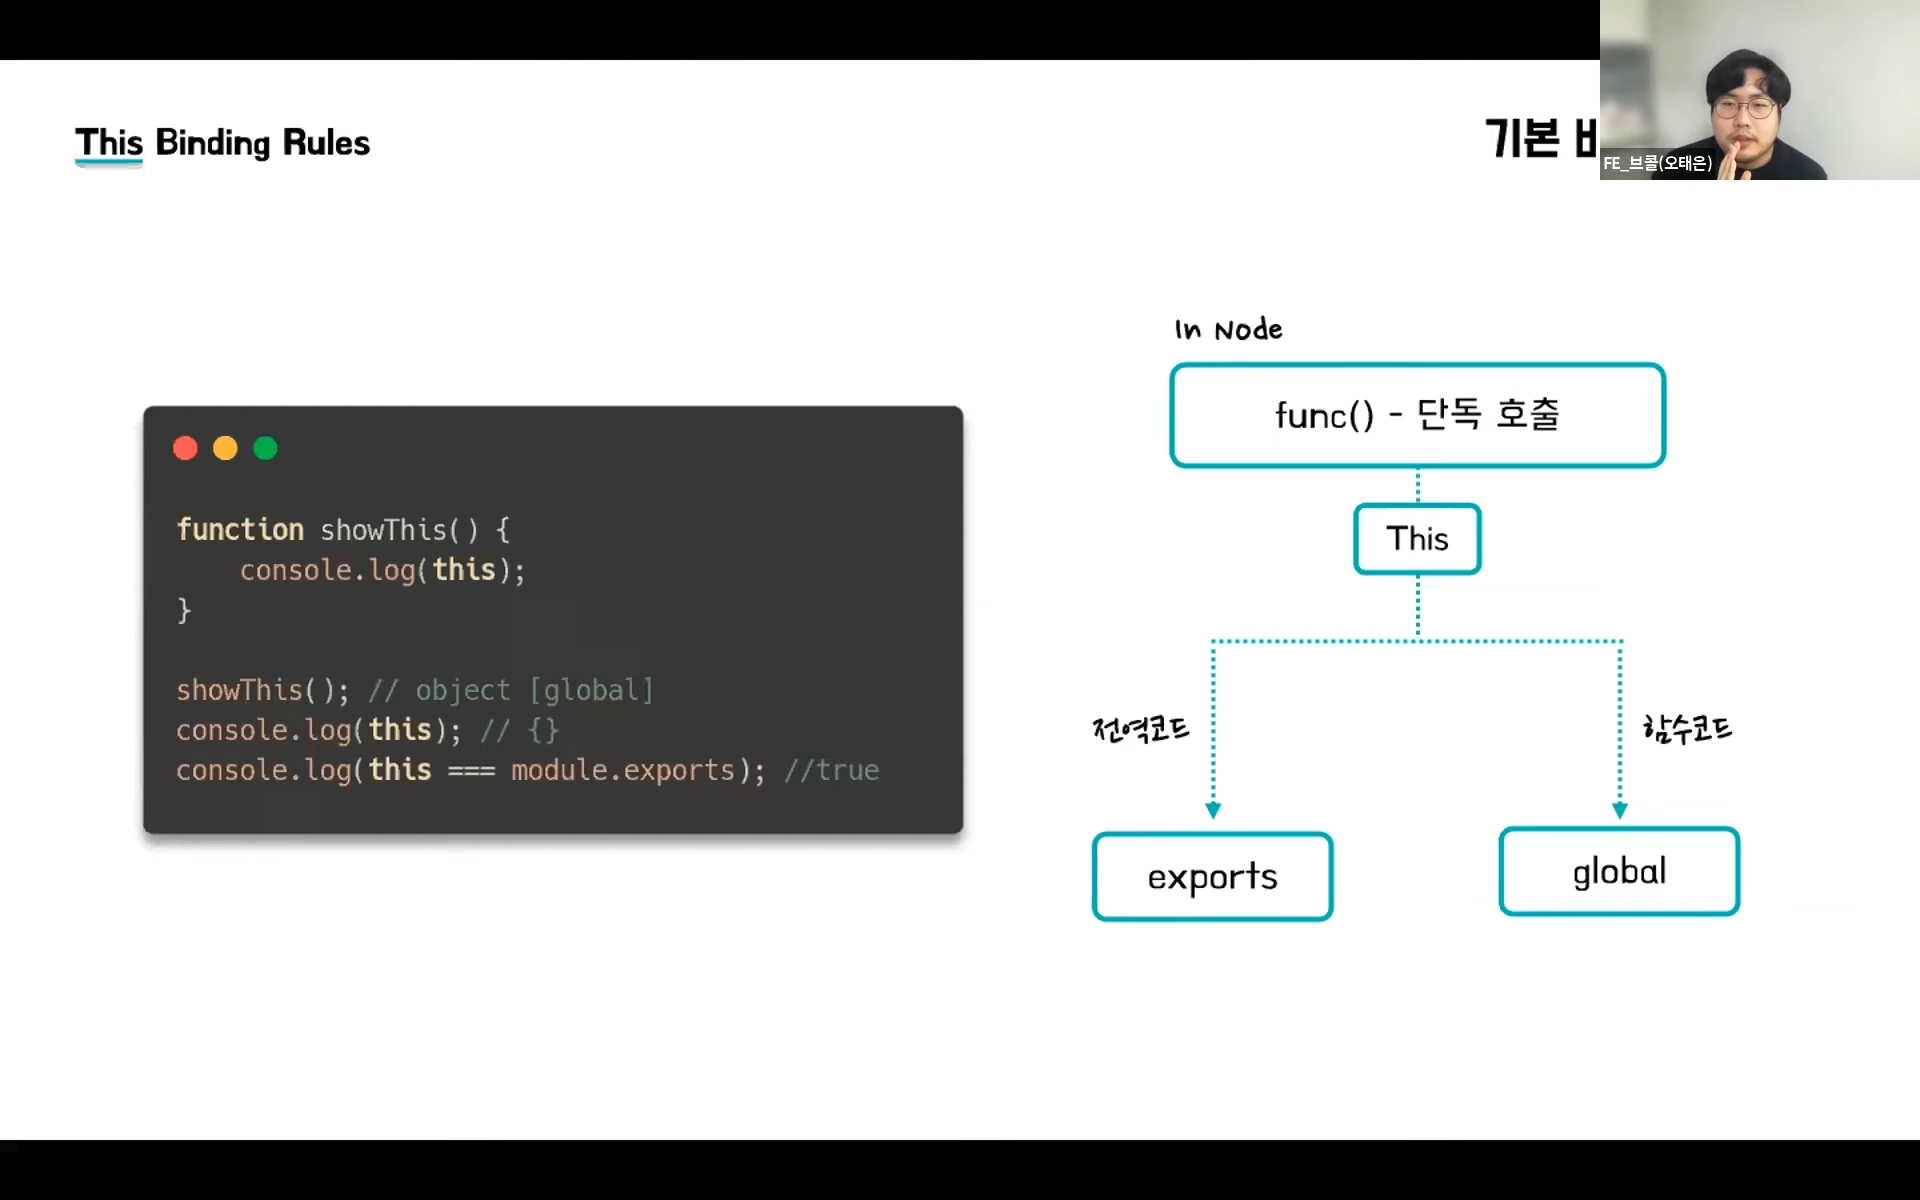 This Binding Rules
기본
FE_브콜(오태은)
In Node
func() - 단독 호출
This
전역코드
함수코드
exports
global
function showThis() {
    console.log(this);
}
showThis(); // object [global]
console.log(this); // {}
console.log(this === module.exports); //true